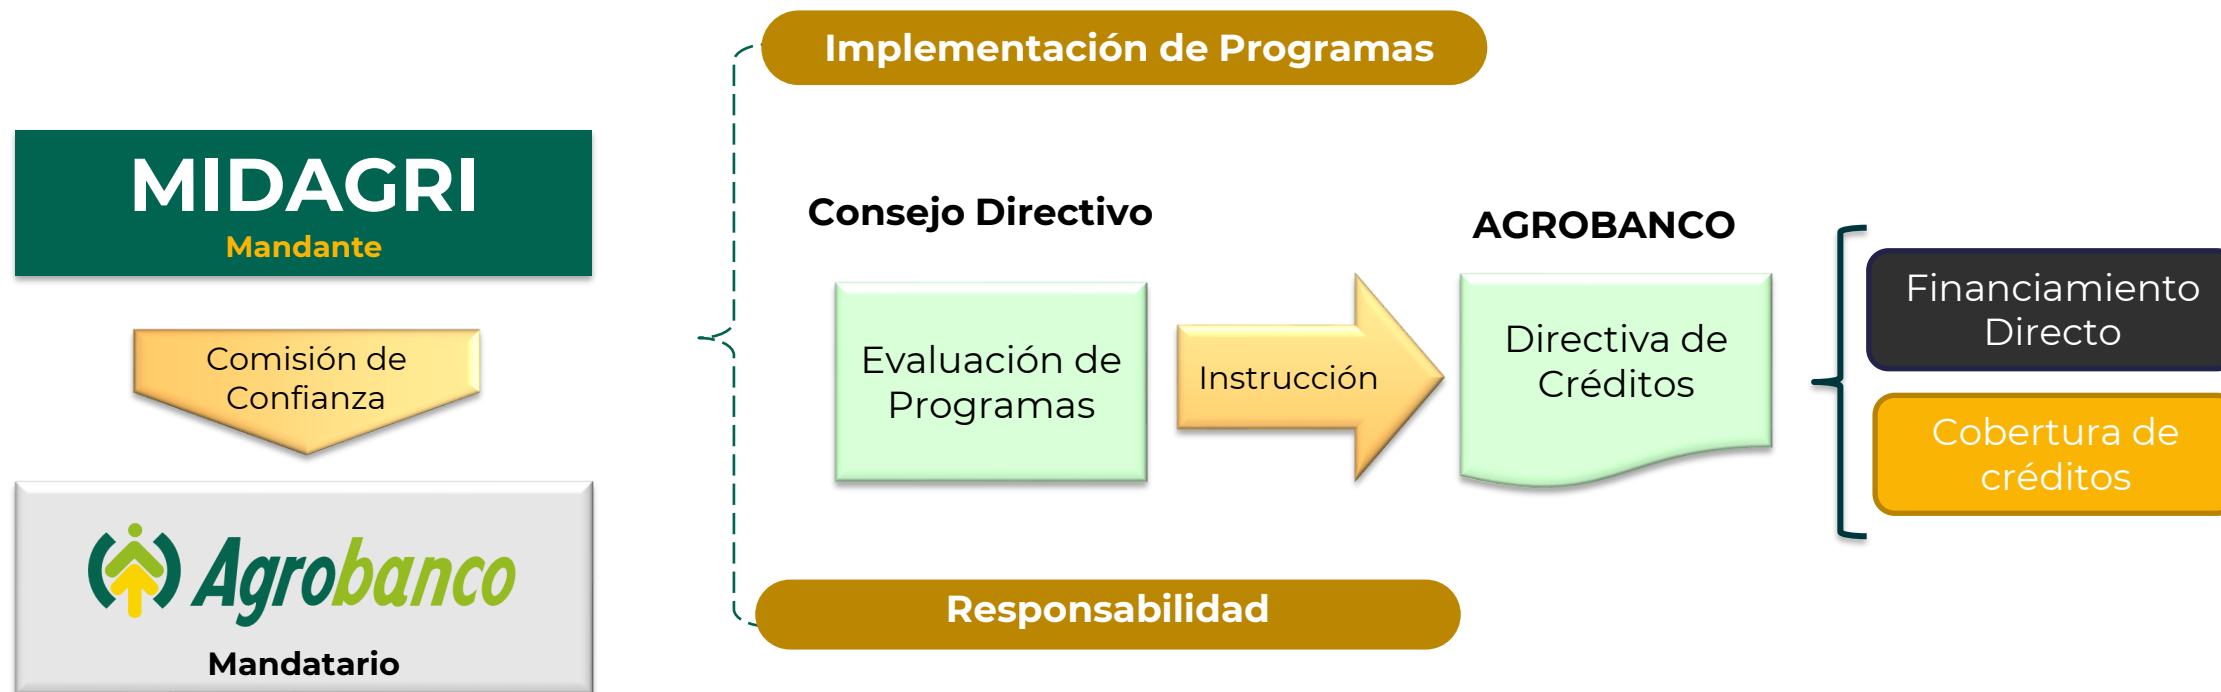 Implementación de Programas
MIDAGRI
Mandante
Comisión de
Confianza
Agrobanco
Mandatario
Consejo Directivo
Evaluación de
Programas
Instrucción
AGROBANCO
Directiva de
Créditos
Financiamiento
Directo
Cobertura de
créditos
Responsabilidad